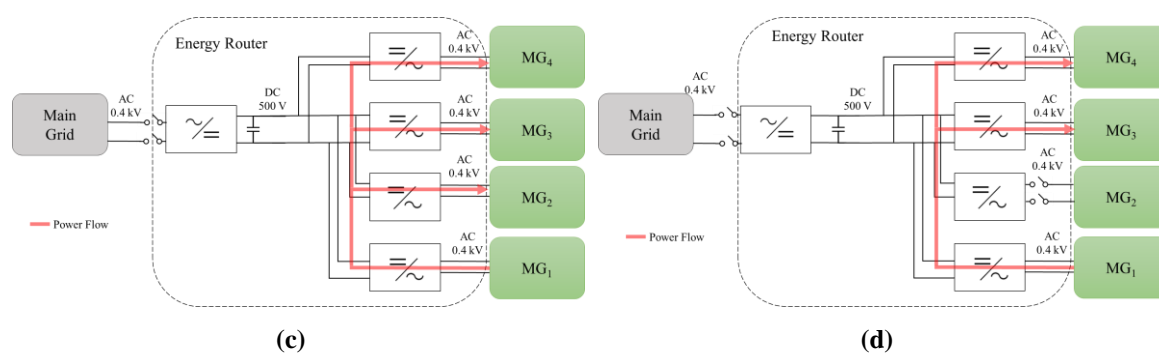 Energy Router
AC
0.4 kV
MG4
Main
Grid
AC
0.4 kV
DC
500 V
AC
0.4 kV
MG3
AC
0.4 kV
MG2
Power Flow
AC
0.4 kV
MG1
(c)
Energy Router
AC
0.4 kV
MG4
Main
Grid
AC
0.4 kV
DC
500 V
AC
0.4 kV
MG3
AC
0.4 kV
MG2
Power Flow
AC
0.4 kV
MG1
(d)